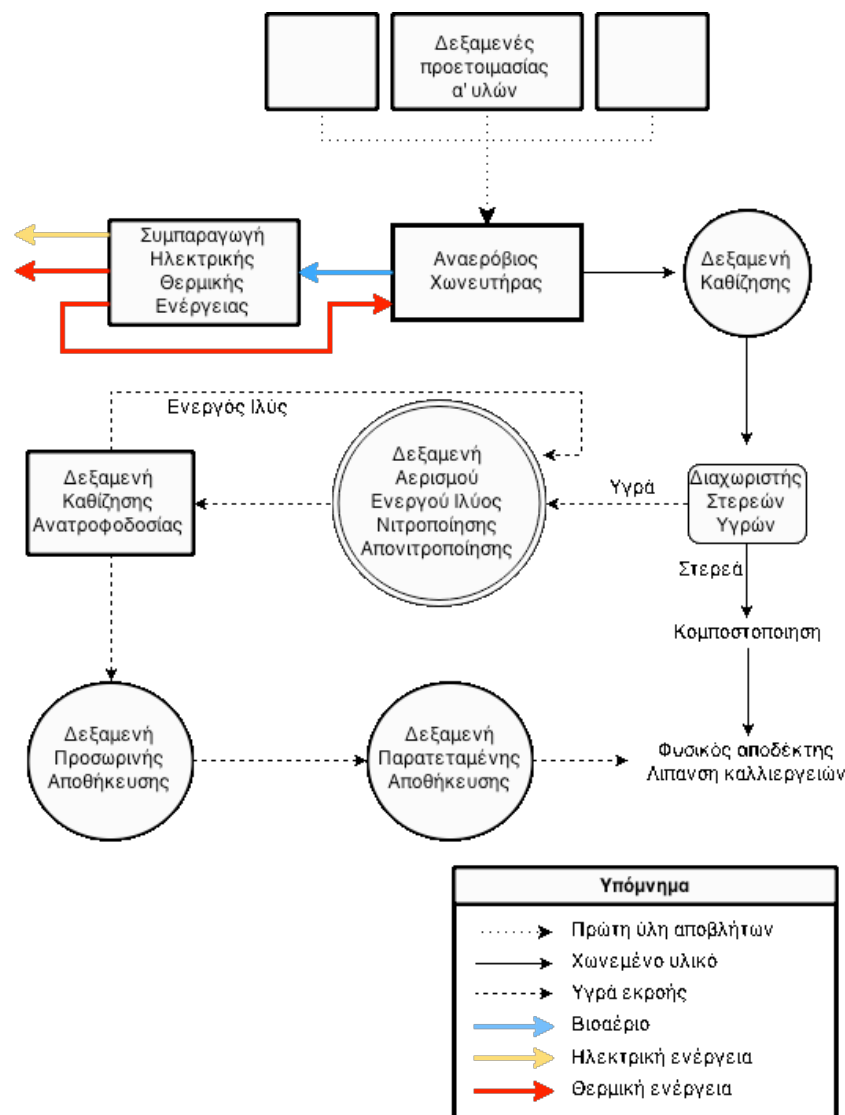 Δεξαμενές
προετοιμασίας
α' υλών
Συμπαραγωγή
Ηλεκτρικής
Θερμικής
Ενέργειας
Αναερόβιος
Χωνευτήρας
Δεξαμενή
Καθίζησης
Ενεργός Ιλύς
Δεξαμενή
Καθίζησης
Ανατροφοδοσίας
Δεξαμενή
Αερισμού
Ενεργού Ιλύος
Νιτροποίησης
Απονιτροποίησης
Υγρά
Διαχωριστής
Στερεών
Υγρών
Στερεά
Κομποστοποιηση
Δεξαμενή
Προσωρινής
Αποθήκευσης
Δεξαμενή
Παρατεταμένης
Αποθήκευσης
Φυσικός αποδέκτης
Λιπανση καλλιεργειών
Υπόμνημα
Πρώτη ύλη αποβλήτων
Χωνεμένο υλικό
Υγρά εκροής
Βιοαέριο
Ηλεκτρική ενέργεια
Θερμική ενέργεια